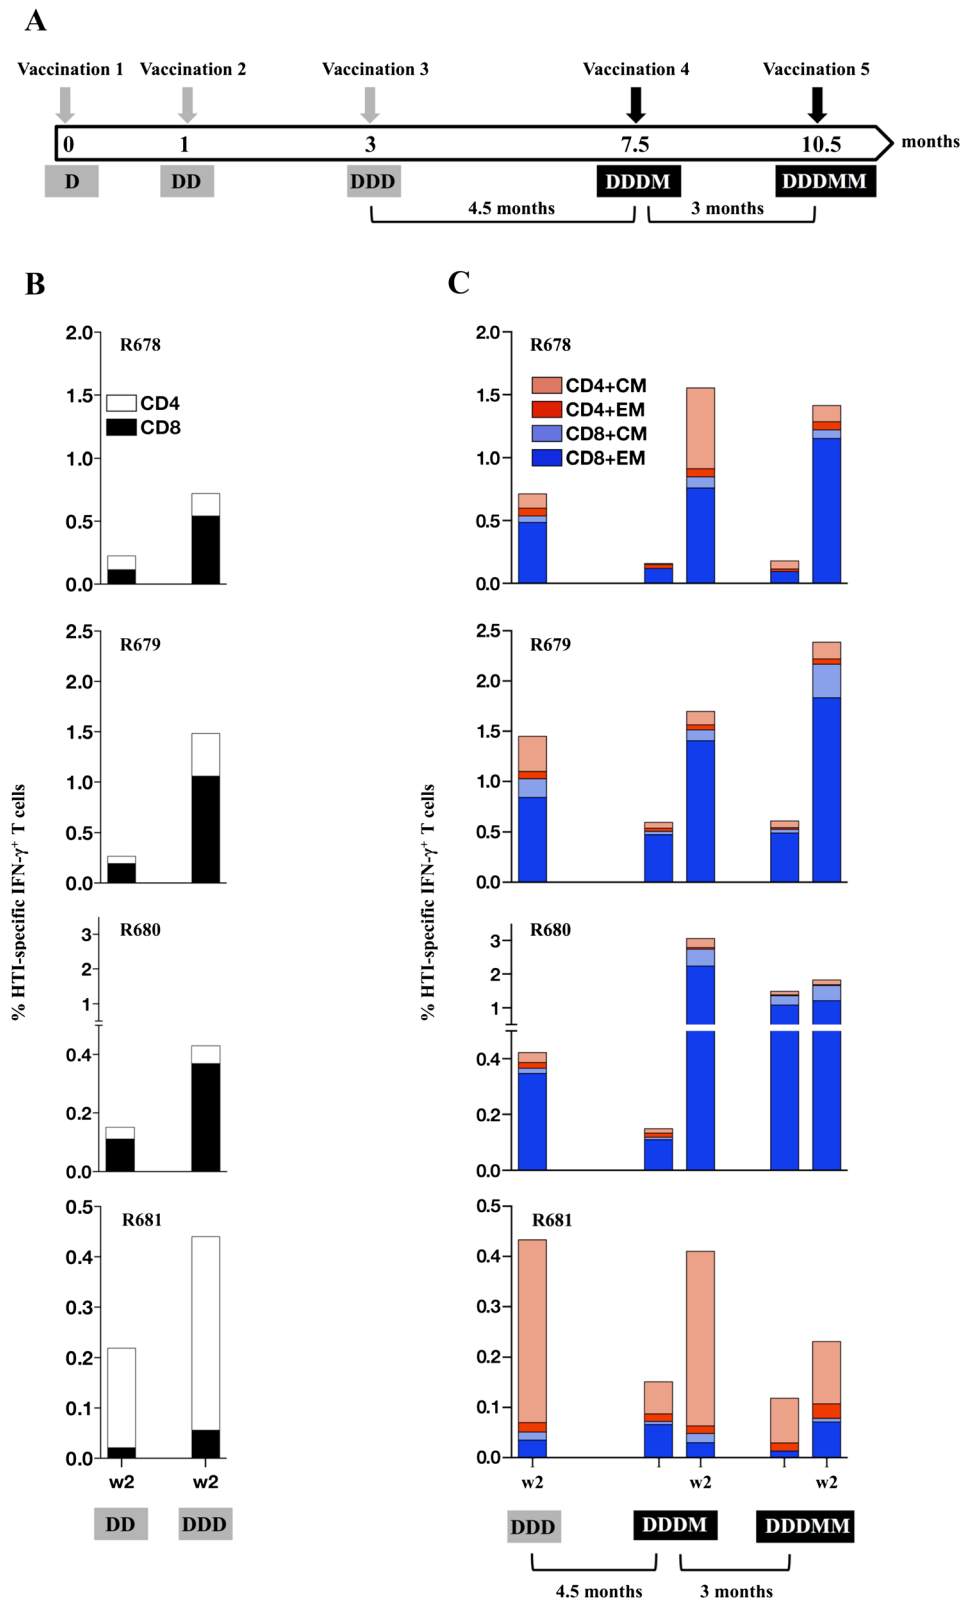 A
Vaccination 1 Vaccination 2 Vaccination 3 Vaccination 4 Vaccination 5
0 1 3 7.5 10.5 months
D DD DDD DDDM DDDMM
4.5 months 3 months
B
% HTI-specific IFN-γ+ T cells
R678
2.0
1.5
1.0
0.5
0.0
CD4
CD8
R679
2.5
2.0
1.5
1.0
0.5
0.0
R680
3
2
1
0.4
0.2
0.0
R681
0.5
0.4
0.3
0.2
0.1
0.0
w2 w2
DD DDD
C
% HTI-specific IFN-γ+ T cells
R678
2.0
1.5
1.0
0.5
0.0
CD4+CM
CD4+EM
CD8+CM
CD8+EM
R679
2.5
2.0
1.5
1.0
0.5
0.0
R680
3
2
1
0.4
0.2
0.0
R681
0.5
0.4
0.3
0.2
0.1
0.0
w2 w2 w2
DDD DDDM DDDMM
4.5 months 3 months